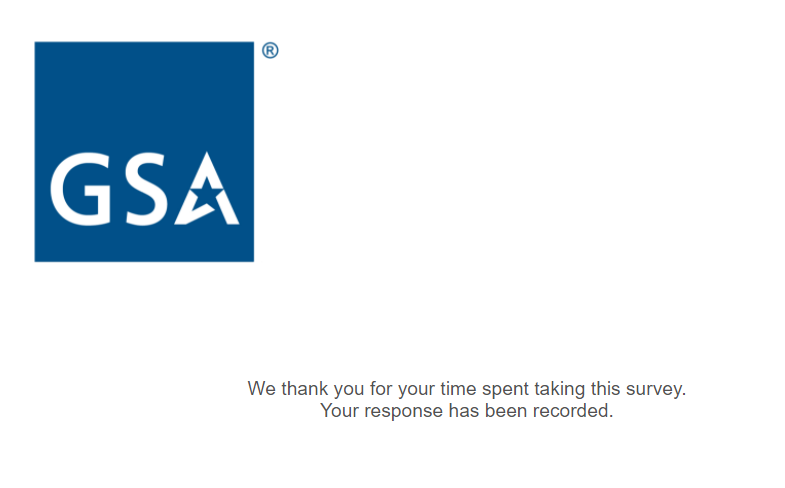 ®
GSA
We thank you for your time spent taking this survey.
Your response has been recorded.